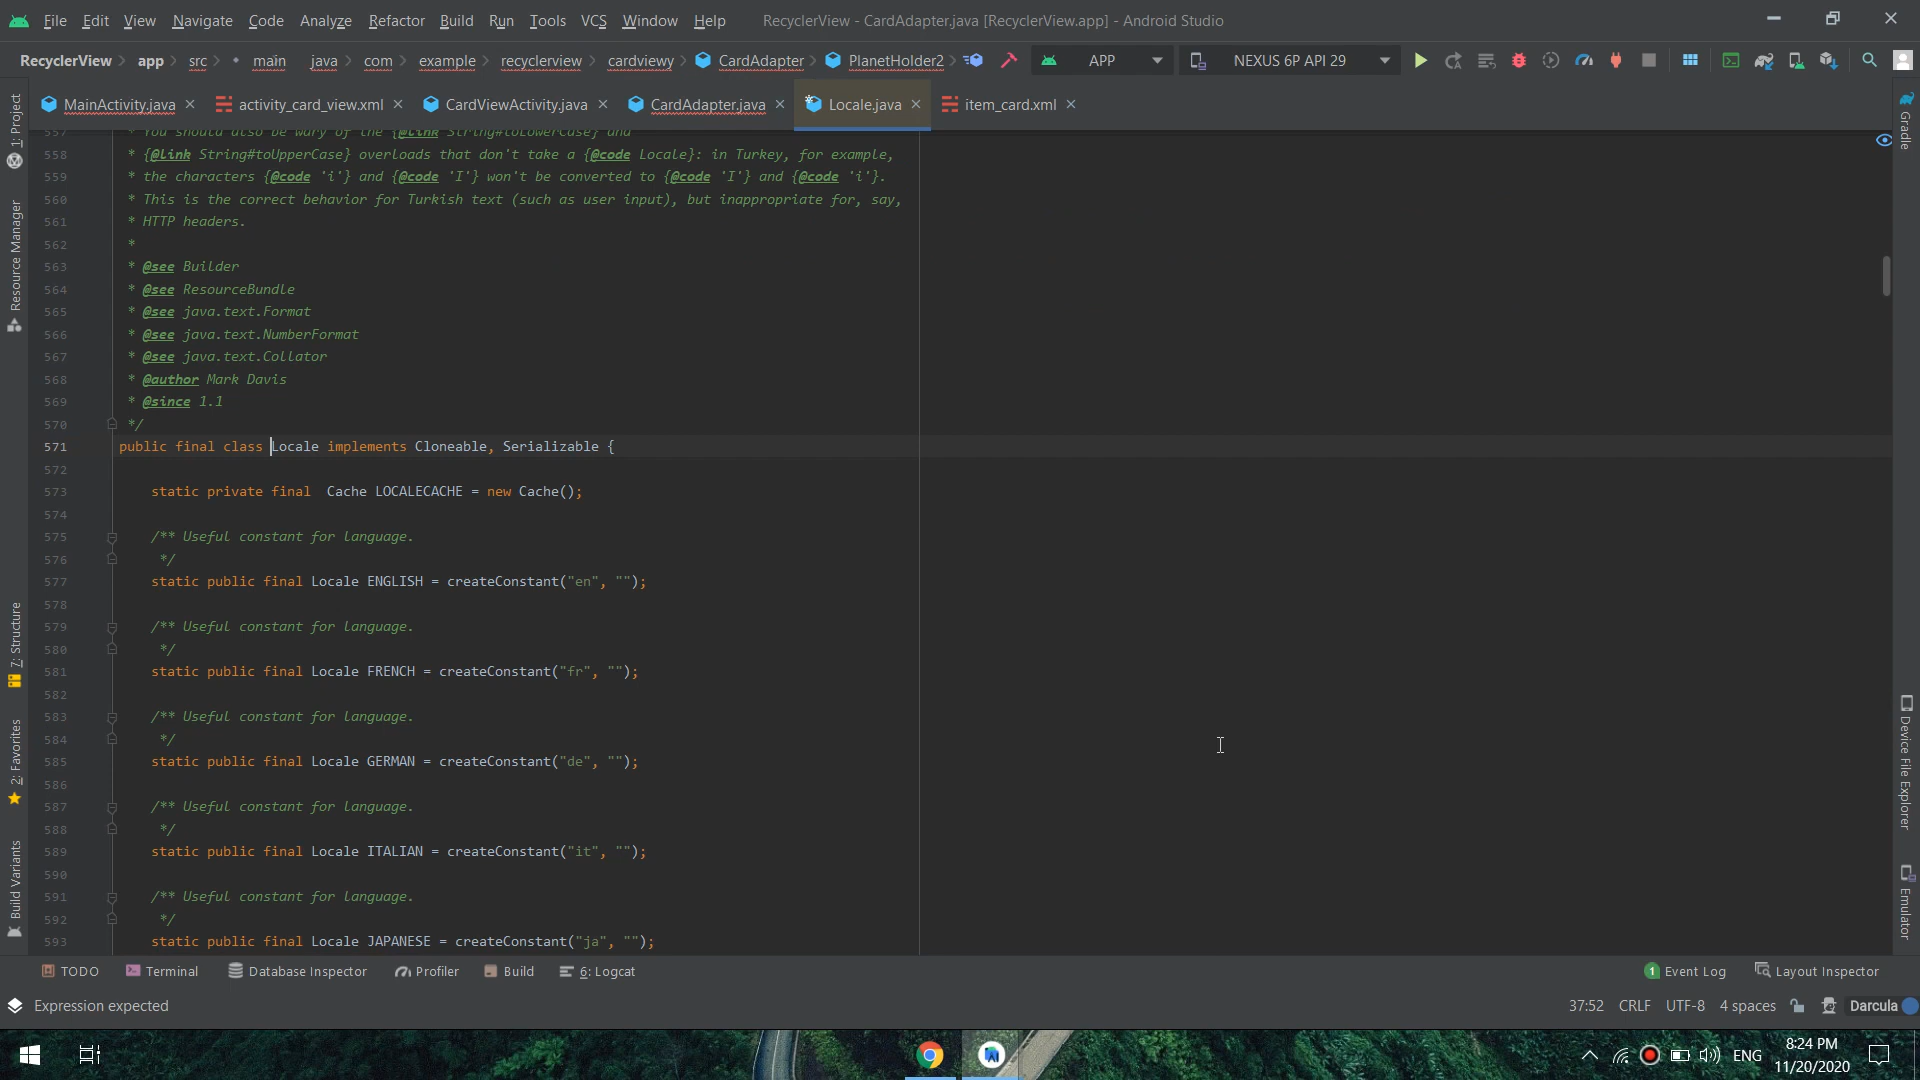 File Edit View Navigate Code Analyze Refactor Build Run Tools VCS Window Help RecyclerView - CardAdapter.java [RecyclerView.app] - Android Studio
RecyclerView app src main java com example recyclerview cardviewy CardAdapter PlanetHolder2 APP NEXUS 6P API 29
MainActivity.java activity_card_view.xml CardViewActivity.java CardAdapter.java Locale.java item_card.xml
557 * You should also be wary of the {@link String#toLowerCase} and
558 * {@link String#toUpperCase} overloads that don't take a {@code Locale}: in Turkey, for example,
559 * the characters {@code 'i'} and {@code 'I'} won't be converted to {@code 'I'} and {@code 'i'}.
560 * This is the correct behavior for Turkish text (such as user input), but inappropriate for, say,
561 * HTTP headers.
562 *
563 * @see Builder
564 * @see ResourceBundle
565 * @see java.text.Format
566 * @see java.text.NumberFormat
567 * @see java.text.Collator
568 * @author Mark Davis
569 * @since 1.1
570 */
571 public final class Locale implements Cloneable, Serializable {
572
573 static private final  Cache LOCALECACHE = new Cache();
574
575 /** Useful constant for language.
576 */
577 static public final Locale ENGLISH = createConstant("en", "");
578
579 /** Useful constant for language.
580 */
581 static public final Locale FRENCH = createConstant("fr", "");
582
583 /** Useful constant for language.
584 */
585 static public final Locale GERMAN = createConstant("de", "");
586
587 /** Useful constant for language.
588 */
589 static public final Locale ITALIAN = createConstant("it", "");
590
591 /** Useful constant for language.
592 */
593 static public final Locale JAPANESE = createConstant("ja", "");
1: Project
Resource Manager
7: Structure
2: Favorites
Build Variants
Gradle
Device File Explorer
Emulator
TODO Terminal Database Inspector Profiler Build 6: Logcat 1 Event Log Layout Inspector
Expression expected 37:52 CRLF UTF-8 4 spaces Darcula
ENG 8:24 PM
11/20/2020